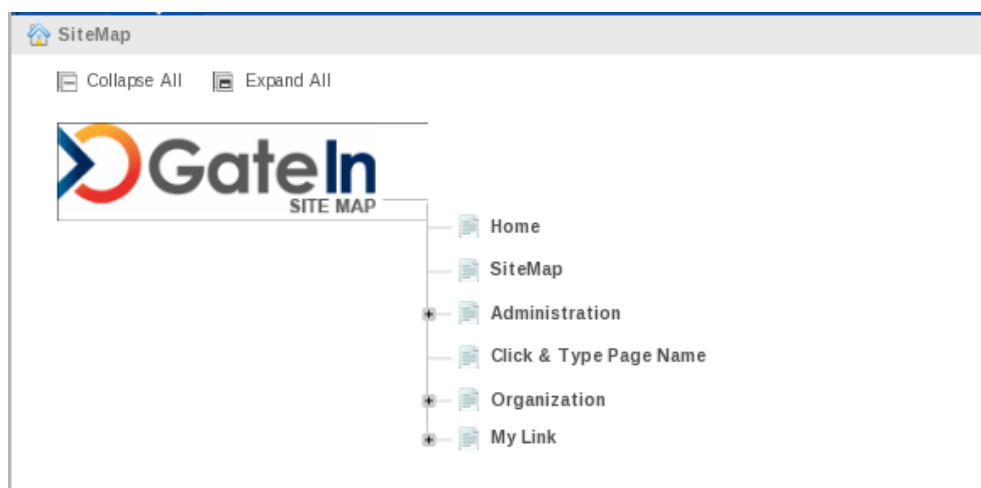 SiteMap
Collapse All Expand All
GateIn
SITE MAP
Home
SiteMap
Administration
Click & Type Page Name
Organization
My Link